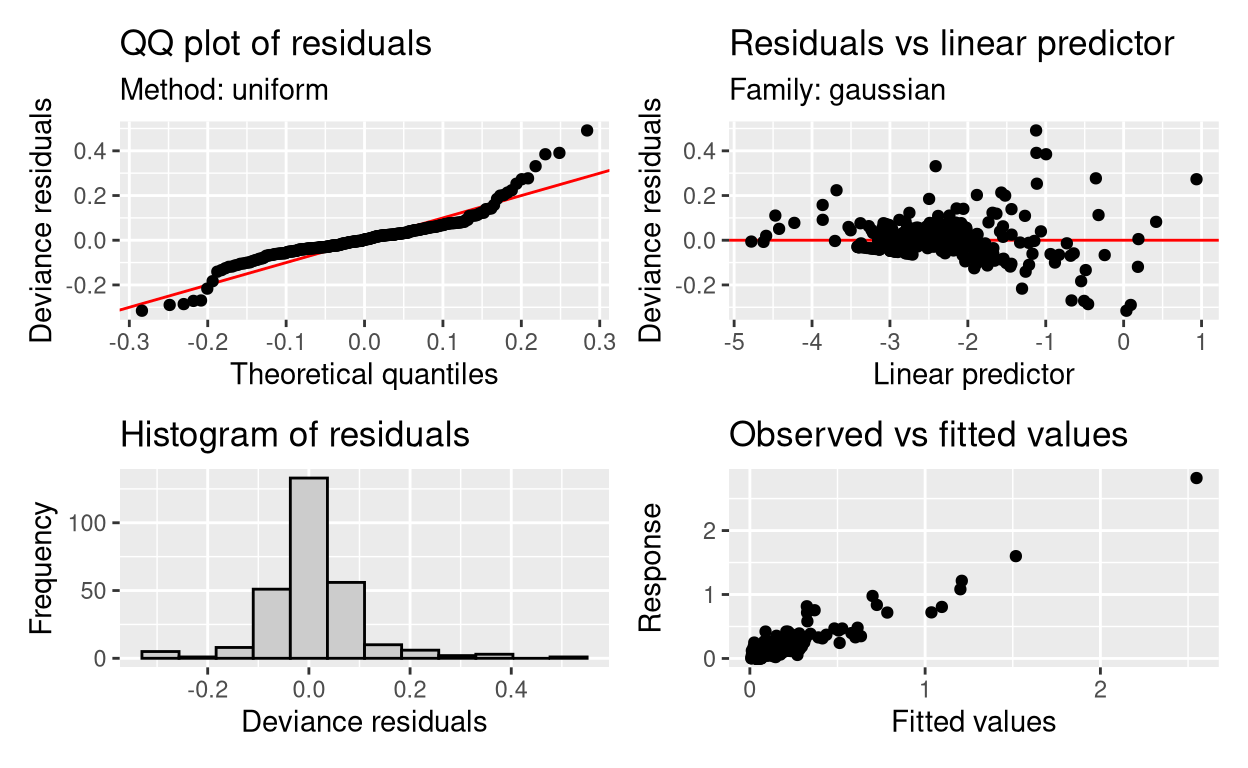 QQ plot of residuals
Method: uniform
Deviance residuals
0.4
0.2
0.0
-0.2
-0.3
-0.2
-0.1
0.0
0.1
0.2
0.3
Theoretical quantiles
Residuals vs linear predictor
Family: gaussian
Deviance residuals
0.4
0.2
0.0
-0.2
-5
-4
-3
-2
-1
0
1
Linear predictor
Histogram of residuals
Frequency
100
50
0
-0.2
0.0
0.2
0.4
Deviance residuals
Observed vs fitted values
Response
2
1
0
0
1
2
Fitted values